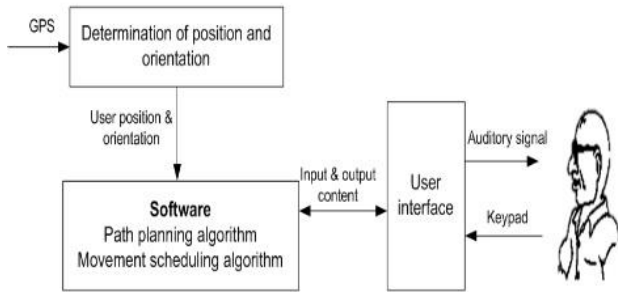 GPS
Determination of position and
orientation
User position &
orientation
Software
Path planning algorithm
Movement scheduling algorithm
Input & output
content
User
interface
Auditory signal
Keypad